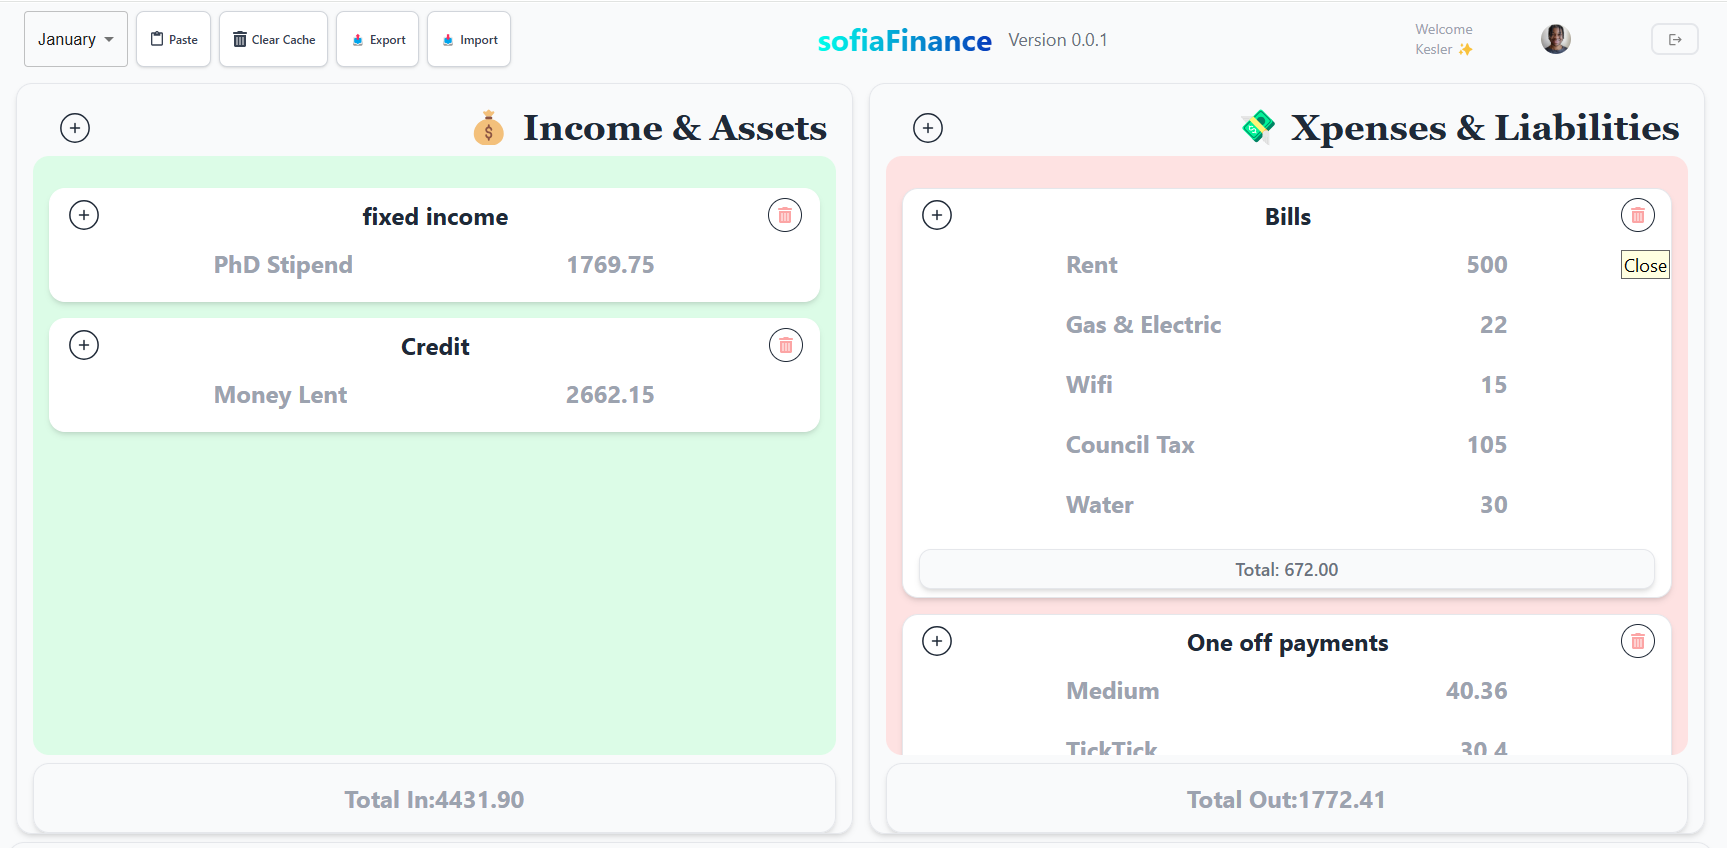 January
Paste
Clear Cache
Export
Import
sofiaFinance
Version 0.0.1
Welcome
Kesler ✨
Income & Assets
fixed income
PhD Stipend 1769.75
Credit
Money Lent 2662.15
Total In:4431.90
Xpenses & Liabilities
Bills
Close
Rent 500
Gas & Electric 22
Wifi 15
Council Tax 105
Water 30
Total: 672.00
One off payments
Medium 40.36
TickTick 30.4
Total Out:1772.41